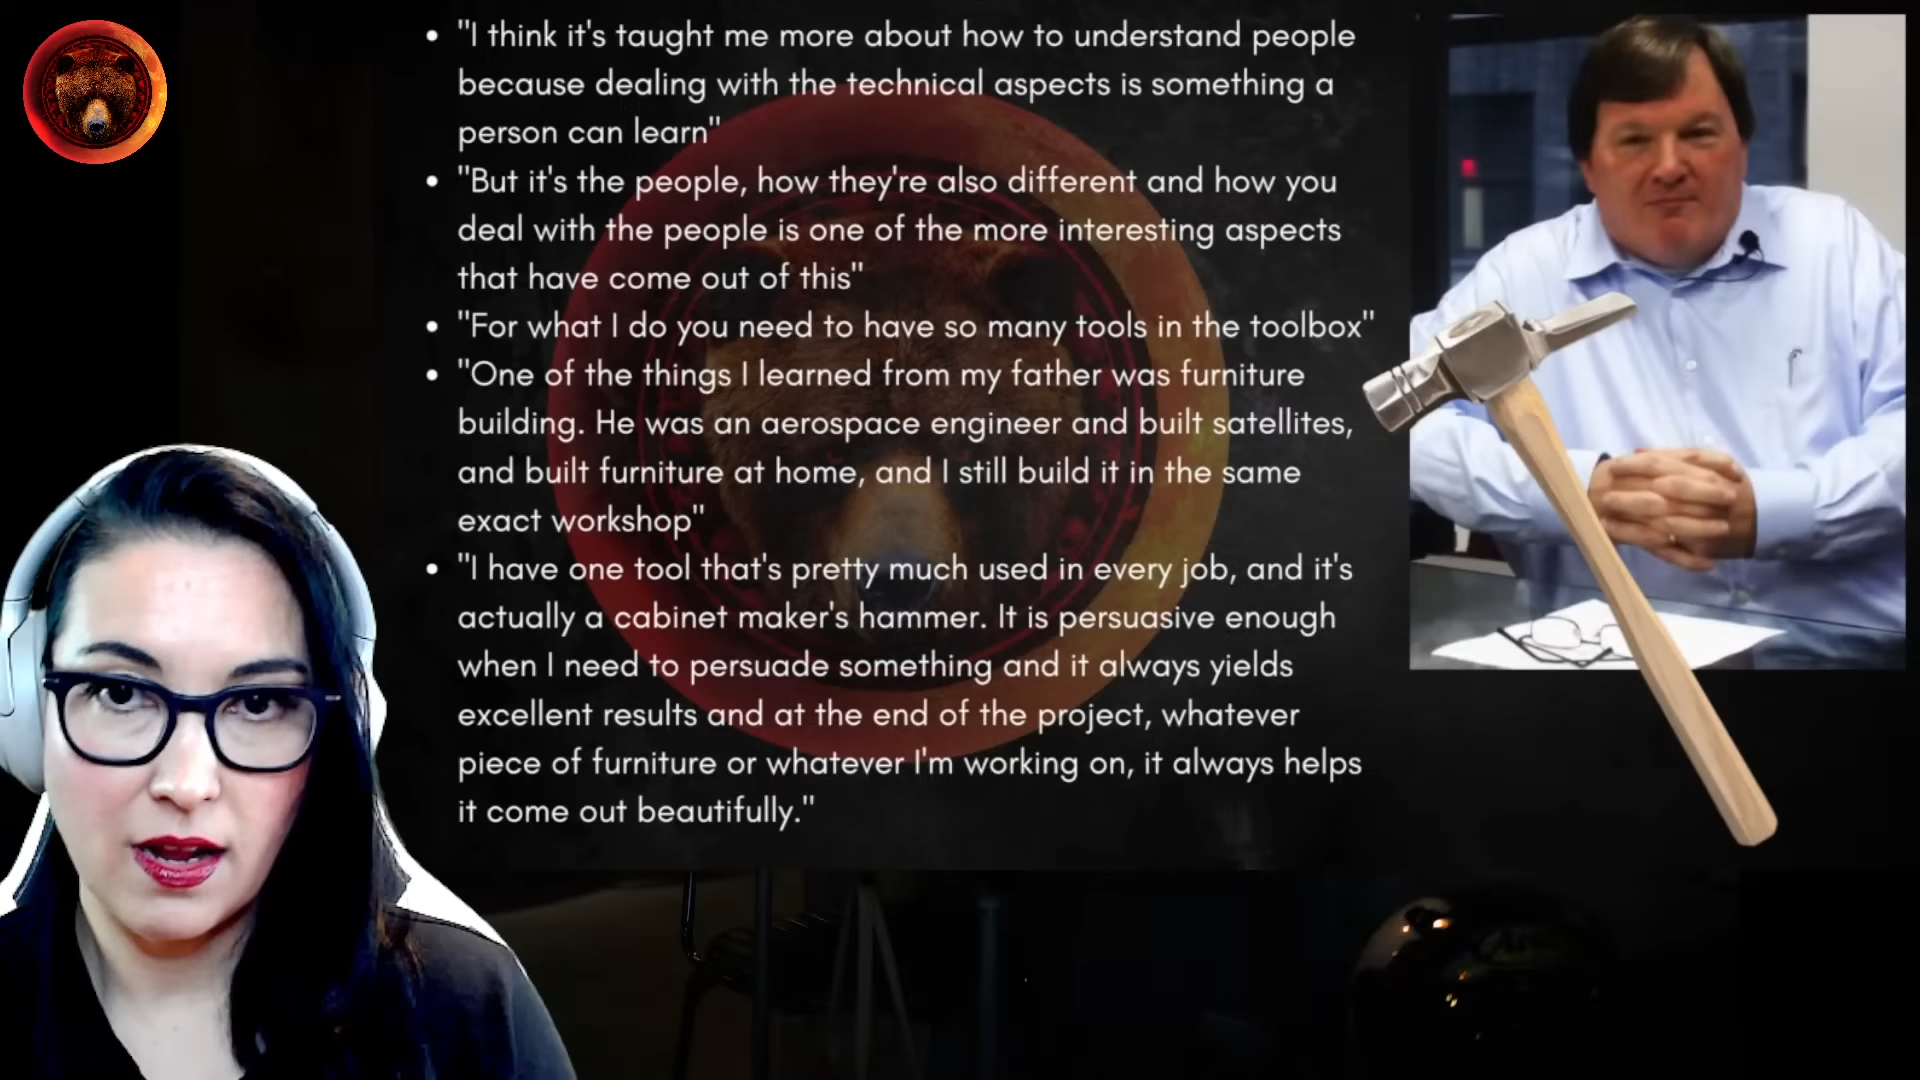 • "I think it's taught me more about how to understand people
because dealing with the technical aspects is something a
person can learn"
• "But it's the people, how they're also different and how you
deal with the people is one of the more interesting aspects
that have come out of this"
• "For what I do you need to have so many tools in the toolbox"
• "One of the things I learned from my father was furniture
building. He was an aerospace engineer and built satellites,
and built furniture at home, and I still build it in the same
exact workshop"
• "I have one tool that's pretty much used in every job, and it's
actually a cabinet maker's hammer. It is persuasive enough
when I need to persuade something and it always yields
excellent results and at the end of the project, whatever
piece of furniture or whatever I'm working on, it always helps
it come out beautifully."